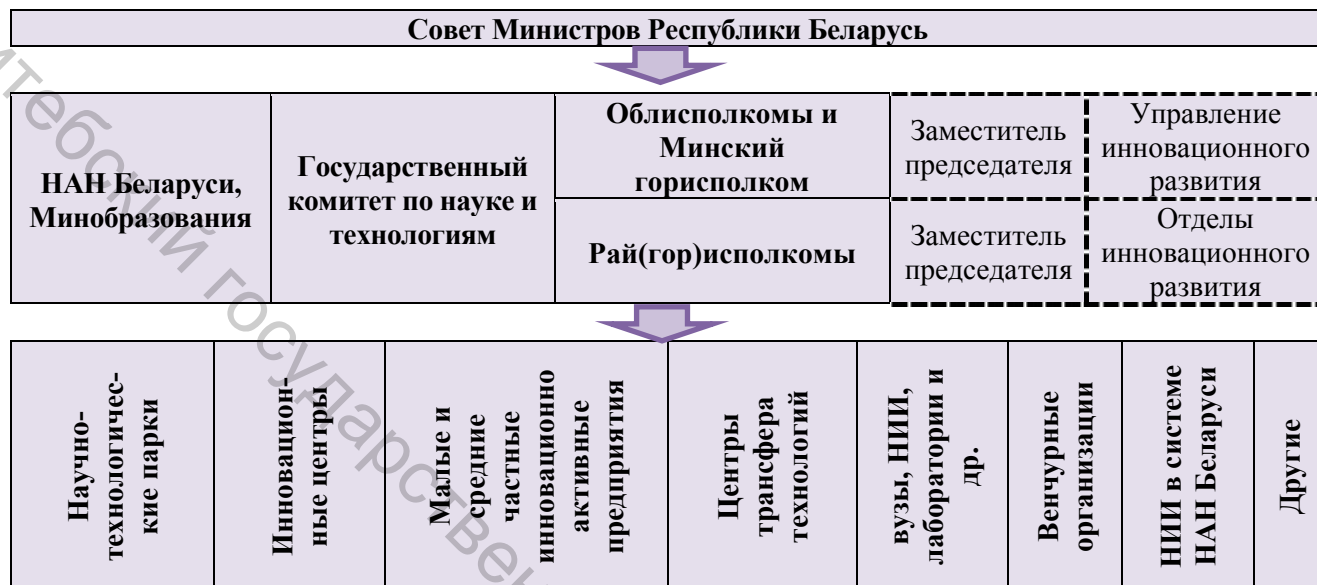 Совет Министров Республики Беларусь
НАН Беларуси,
Минобразования
Государственный
комитет по науке и
технологиям
Облисполкомы и
Минский
горисполком
Заместитель
председателя
Управление
инновационного
развития
Рай(гор)исполкомы
Заместитель
председателя
Отделы
инновационного
развития
Научно-
технологичес-
кие парки
Инновацион-
ные центры
Малые и
средние
частные
инновационно
активные
предприятия
Центры
трансфера
технологий
вузы, НИИ,
лаборатории и
др.
Венчурные
организации
НИИ в системе
НАН Беларуси
Другие
итебский государствен